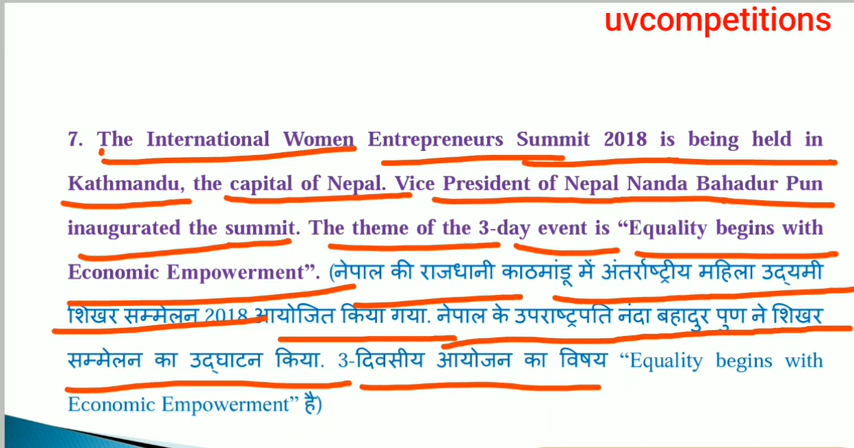 uvcompetitions
7. The International Women Entrepreneurs Summit 2018 is being held in
Kathmandu, the capital of Nepal. Vice President of Nepal Nanda Bahadur Pun
inaugurated the summit. The theme of the 3-day event is “Equality begins with
Economic Empowerment”. (नेपाल की राजधानी काठमांडू में अंतर्राष्ट्रीय महिला उद्यमी
शिखर सम्मेलन 2018 आयोजित किया गया. नेपाल के उपराष्ट्रपति नंदा बहादुर पुण ने शिखर
सम्मेलन का उद्घाटन किया. 3-दिवसीय आयोजन का विषय “Equality begins with
Economic Empowerment” है)